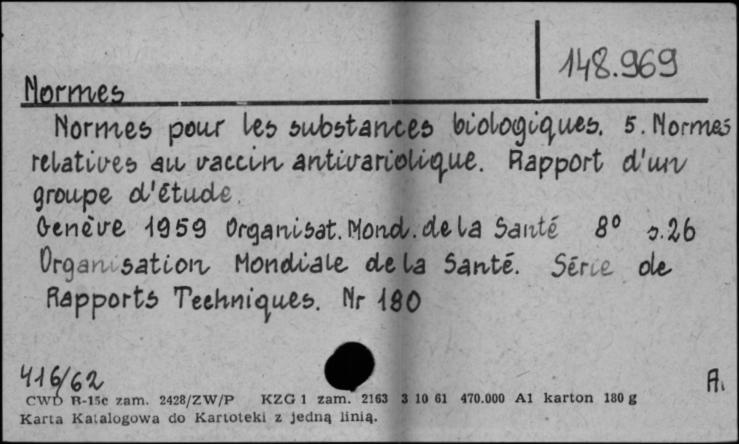 148.969
Normes
Normes pour les substances biologiques. 5. Normes
relatives au vaccin antivariolique. Rapport d'un
groupe d'étude.
Genève 1959 Organisat. Mond. de la Santé 8° s. 26
Organisation Mondiale de la Santé. Série de
Rapports Techniques. Nr 180
416/62
A.
CWD B-15c zam. 2428/ZW/P KZG 1 zam. 2163 3 10 61 470.000 A1 karton 180 g
Karta Katalogowa do Kartoteki z jedną linią.